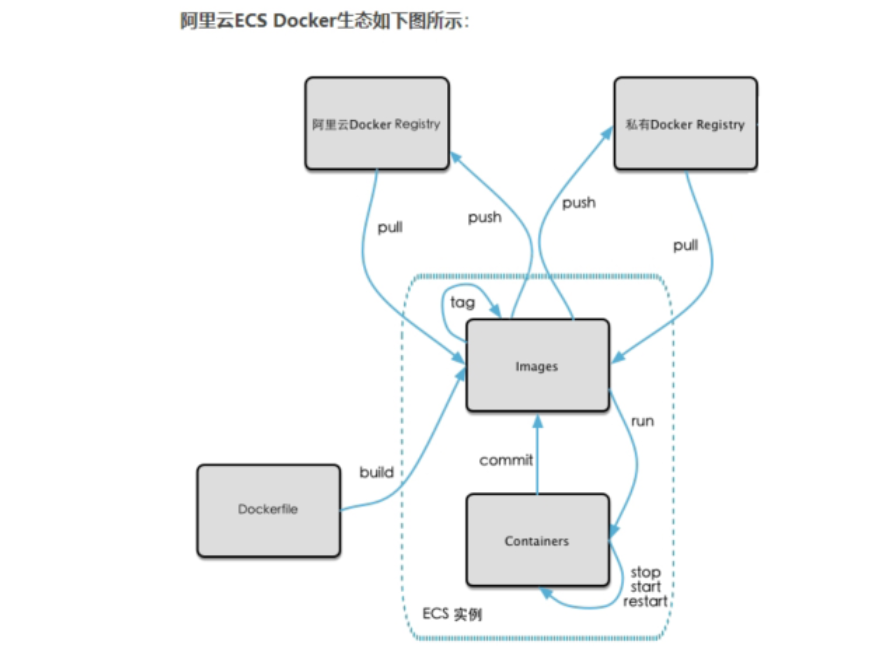 阿里云ECS Docker生态如下图所示：
阿里云Docker Registry
私有Docker Registry
pull
push
push
pull
tag
Images
run
commit
build
Dockerfile
Containers
stop
start
restart
ECS 实例